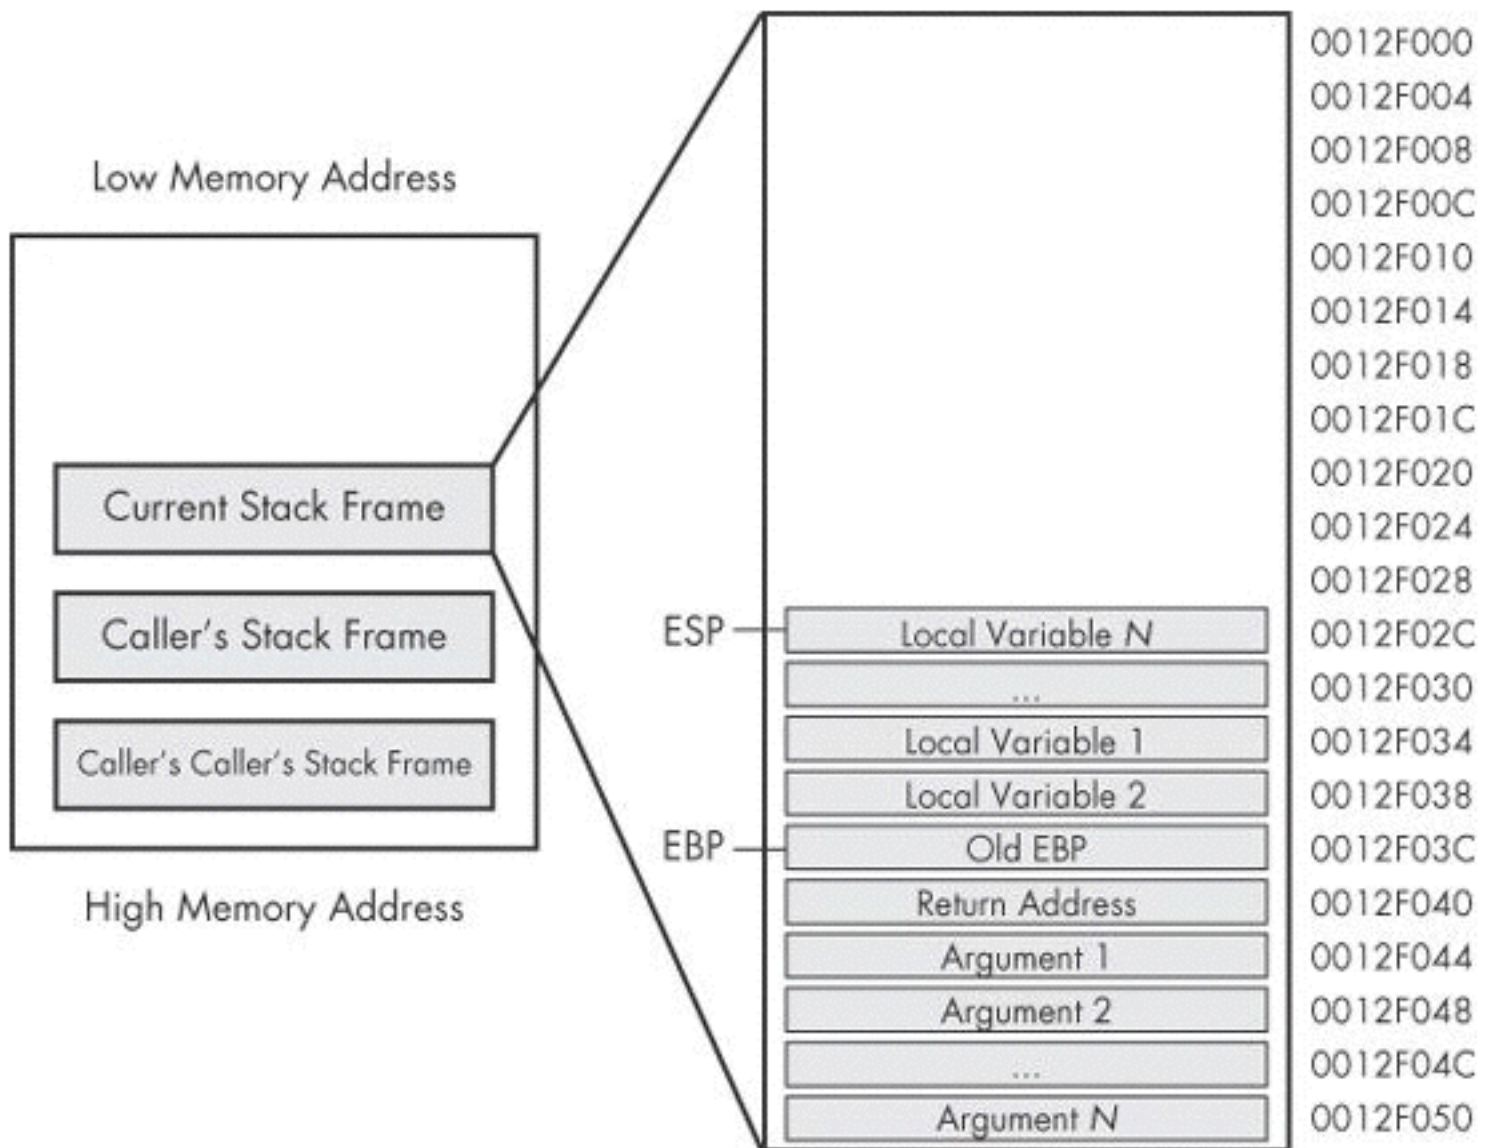 Low Memory Address
Current Stack Frame
Caller's Stack Frame
Caller's Caller's Stack Frame
High Memory Address
0012F000
0012F004
0012F008
0012F00C
0012F010
0012F014
0012F018
0012F01C
0012F020
0012F024
0012F028
ESP Local Variable N 0012F02C
... 0012F030
Local Variable 1 0012F034
Local Variable 2 0012F038
EBP Old EBP 0012F03C
Return Address 0012F040
Argument 1 0012F044
Argument 2 0012F048
... 0012F04C
Argument N 0012F050